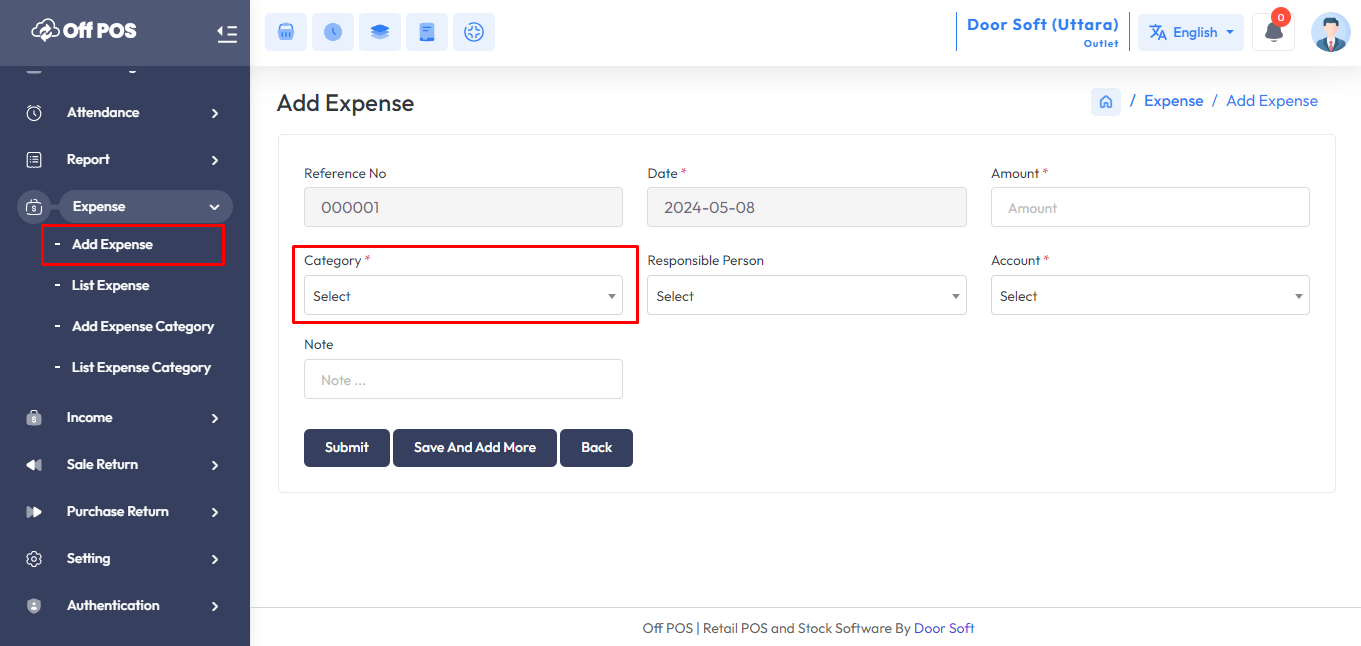 Off POS
Door Soft (Uttara)
Outlet
English
0
Attendance
Report
Expense
- Add Expense
- List Expense
- Add Expense Category
- List Expense Category
Income
Sale Return
Purchase Return
Setting
Authentication
Add Expense
/ Expense / Add Expense
Reference No
000001
Date *
2024-05-08
Amount *
Amount
Category *
Select
Responsible Person
Select
Account *
Select
Note
Note ...
Submit
Save And Add More
Back
Off POS | Retail POS and Stock Software By Door Soft